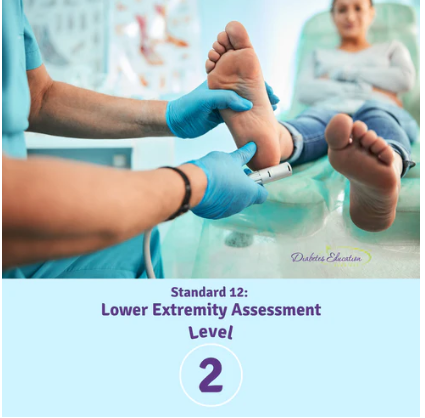 Diabetes Education
Standard 12:
Lower Extremity Assessment
Level
2